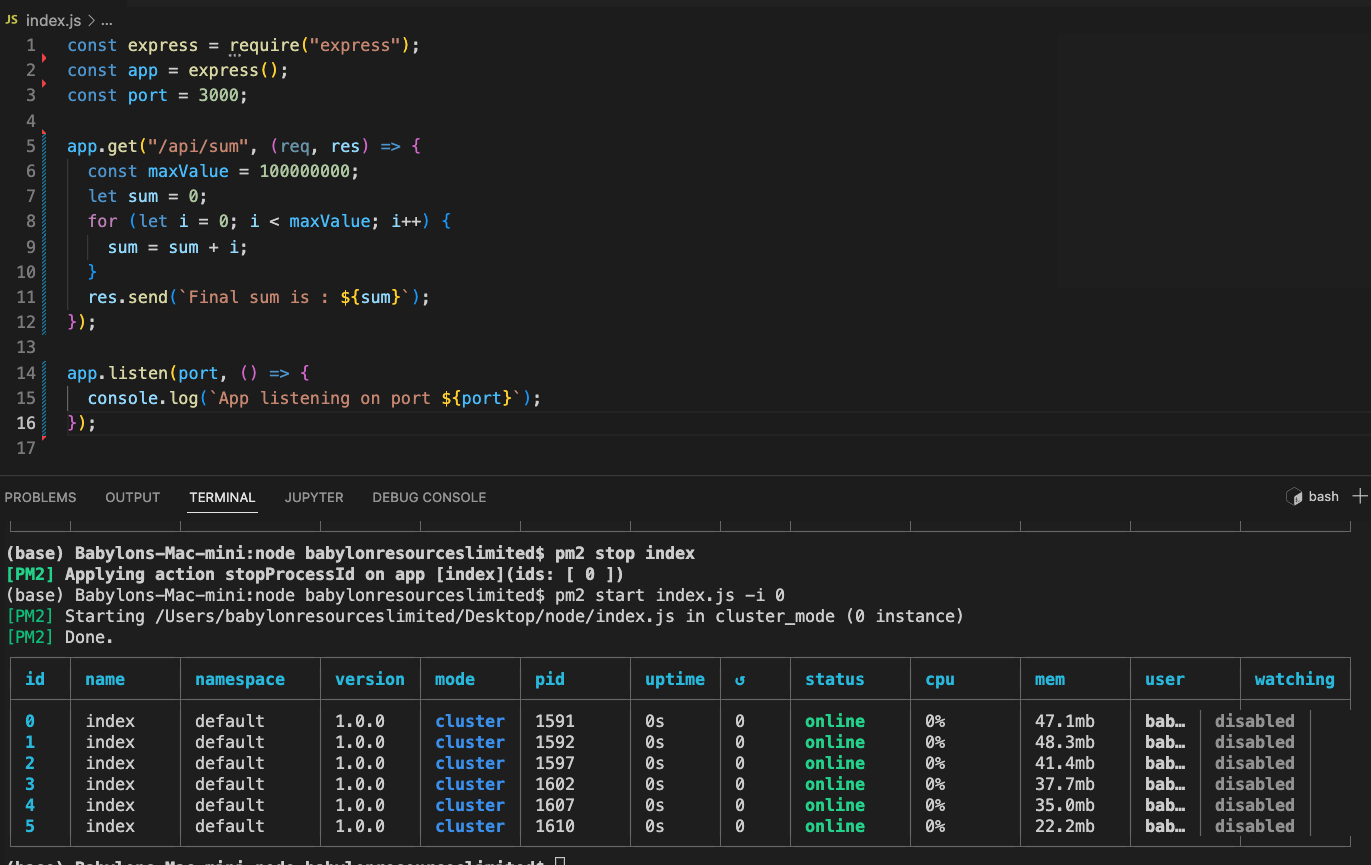 JS index.js > ...
1 const express = require("express");
2 const app = express();
3 const port = 3000;
4
5 app.get("/api/sum", (req, res) => {
6 const maxValue = 100000000;
7 let sum = 0;
8 for (let i = 0; i < maxValue; i++) {
9 sum = sum + i;
10 }
11 res.send(`Final sum is : ${sum}`);
12 });
13
14 app.listen(port, () => {
15 console.log(`App listening on port ${port}`);
16 });
17
PROBLEMS OUTPUT TERMINAL JUPYTER DEBUG CONSOLE bash
(base) Babylons-Mac-mini:node babylonresourceslimited$ pm2 stop index
[PM2] Applying action stopProcessId on app [index](ids: [ 0 ])
(base) Babylons-Mac-mini:node babylonresourceslimited$ pm2 start index.js -i 0
[PM2] Starting /Users/babylonresourceslimited/Desktop/node/index.js in cluster_mode (0 instance)
[PM2] Done.
id name namespace version mode pid uptime ↺ status cpu mem user watching
0 index default 1.0.0 cluster 1591 0s 0 online 0% 47.1mb bab… disabled
1 index default 1.0.0 cluster 1592 0s 0 online 0% 48.3mb bab… disabled
2 index default 1.0.0 cluster 1597 0s 0 online 0% 41.4mb bab… disabled
3 index default 1.0.0 cluster 1602 0s 0 online 0% 37.7mb bab… disabled
4 index default 1.0.0 cluster 1607 0s 0 online 0% 35.0mb bab… disabled
5 index default 1.0.0 cluster 1610 0s 0 online 0% 22.2mb bab… disabled
(base) Babylons-Mac-mini:node babylonresourceslimited$